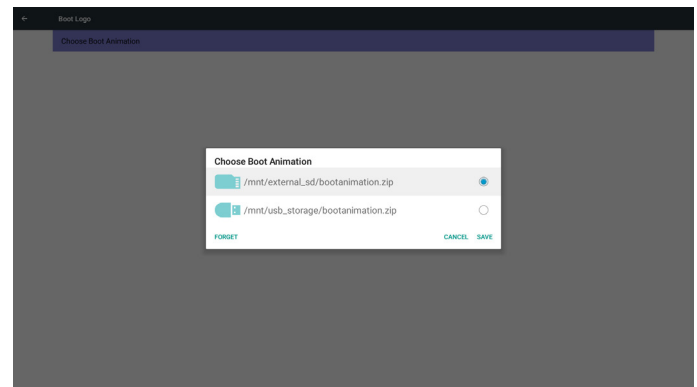 Boot Logo
Choose Boot Animation
Choose Boot Animation
/mnt/external_sd/bootanimation.zip
/mnt/usb_storage/bootanimation.zip
FORGET CANCEL SAVE